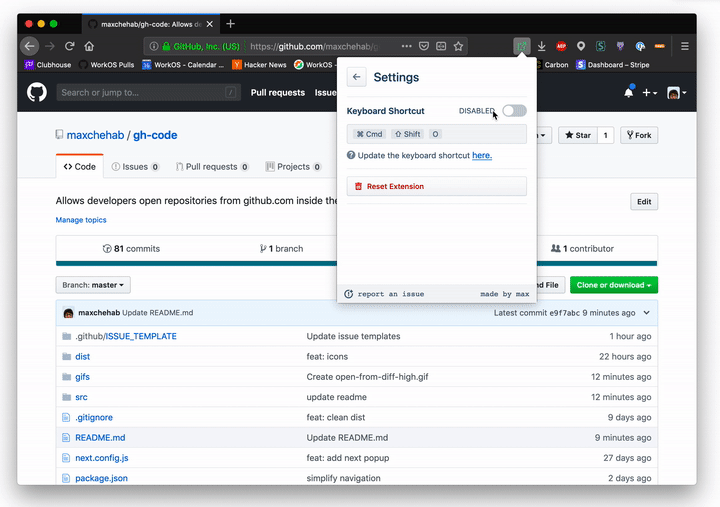 maxchehab/gh-code: Allows de
GitHub, Inc. (US) https://github.com/maxchehab/g
Clubhouse WorkOS Pulls WorkOS - Calendar ... Hacker News WorkOS - Carbon Dashboard – Stripe
Search or jump to... / Pull requests Issue
Settings
Keyboard Shortcut DISABLED
⌘ Cmd ⇧ Shift O
Update the keyboard shortcut here.
Reset Extension
report an issue made by max
maxchehab / gh-code Star 1 Fork
Code Issues 0 Pull requests 0 Projects 0
Allows developers open repositories from github.com inside the
Edit
Manage topics
81 commits 1 branch 1 contributor
Branch: master nd File Clone or download
maxchehab Update README.md Latest commit e9f7abc 9 minutes ago
.github/ISSUE_TEMPLATE Update issue templates 1 hour ago
dist feat: icons 22 hours ago
gifs Create open-from-diff-high.gif 12 minutes ago
src update readme 12 minutes ago
.gitignore feat: clean dist 9 days ago
README.md Update README.md 9 minutes ago
next.config.js feat: add next popup 27 days ago
package.json simplify navigation 2 days ago